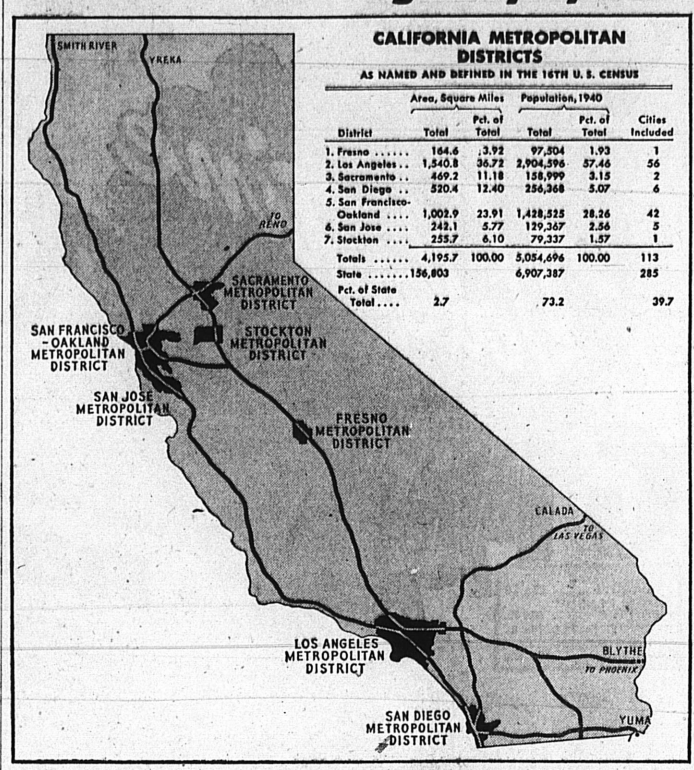 CALIFORNIA METROPOLITAN
DISTRICTS
AS NAMED AND DEFINED IN THE 16TH U. S. CENSUS
Area, Square Miles Population, 1940
Pct. of Pct. of Cities
District Total Total Total Total Included
1. Fresno ...... 164.6 3.92 97,504 1.93 1
2. Los Angeles .. 1,540.8 36.72 2,904,596 57.46 56
3. Sacramento .. 469.2 11.18 158,999 3.15 2
4. San Diego .. 520.4 12.40 256,368 5.07 6
5. San Francisco-
Oakland .... 1,002.9 23.91 1,428,525 28.26 42
6. San Jose .... 242.1 5.77 129,367 2.56 5
7. Stockton .... 255.7 6.10 79,337 1.57 1
Totals ...... 4,195.7 100.00 5,054,696 100.00 113
State ....... 156,803 6,907,387 285
Pct. of State
Total .... 2.7 73.2 39.7
SMITH RIVER
YREKA
TO
RENO
SACRAMENTO
METROPOLITAN
DISTRICT
SAN FRANCISCO
- OAKLAND
METROPOLITAN
DISTRICT
STOCKTON
METROPOLITAN
DISTRICT
SAN JOSE
METROPOLITAN
DISTRICT
FRESNO
METROPOLITAN
DISTRICT
CALADA
TO
LAS VEGAS
LOS ANGELES
METROPOLITAN
DISTRICT
BLYTHE
TO PHOENIX
SAN DIEGO
METROPOLITAN
DISTRICT
YUMA